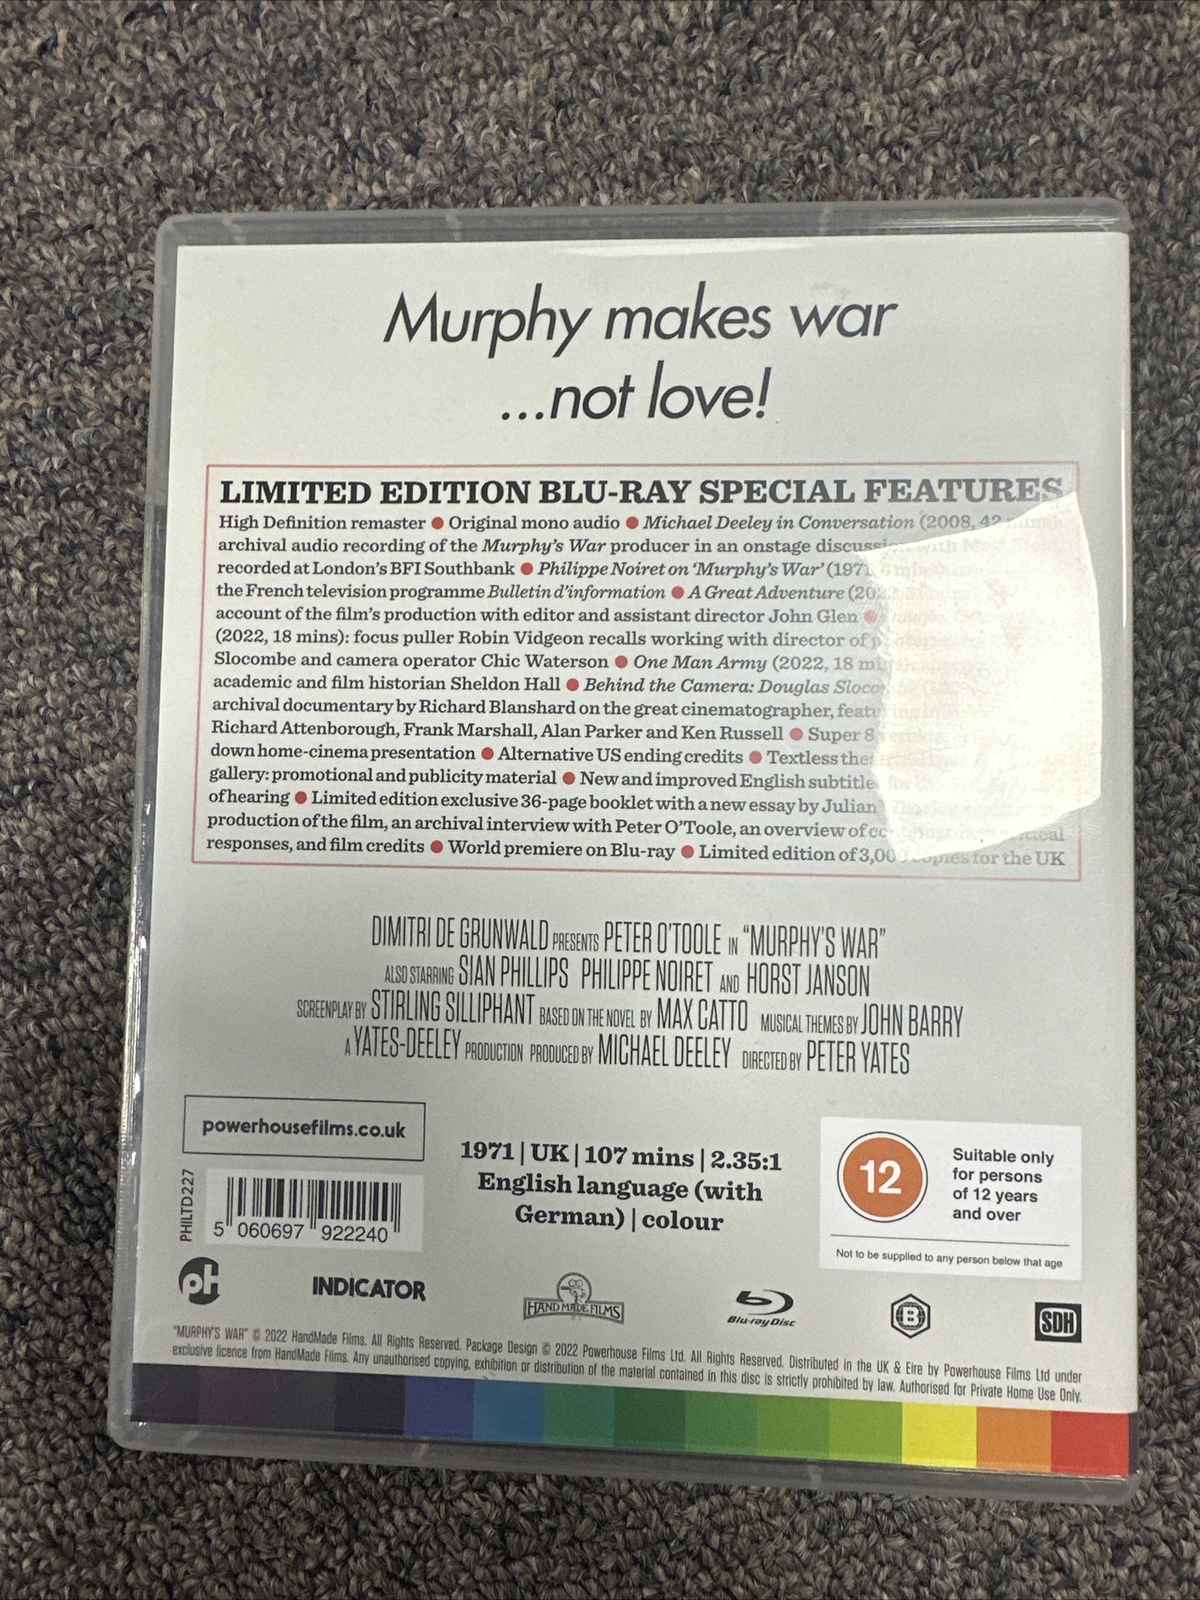 Murphy makes war
...not love!
LIMITED EDITION BLU-RAY SPECIAL FEATURES
High Definition remaster ● Original mono audio ● Michael Deeley in Conversation (2008, 42 mins):
archival audio recording of the Murphy's War producer in an onstage discussion with
recorded at London's BFI Southbank ● Philippe Noiret on 'Murphy's War' (1971, 6 mins):
the French television programme Bulletin d'information ● A Great Adventure
account of the film's production with editor and assistant director John Glen ●
(2022, 18 mins): focus puller Robin Vidgeon recalls working with director of
Slocombe and camera operator Chic Waterson ● One Man Army (2022, 18 mins):
academic and film historian Sheldon Hall ● Behind the Camera: Douglas Slocombe
archival documentary by Richard Blanshard on the great cinematographer, featuring
Richard Attenborough, Frank Marshall, Alan Parker and Ken Russell ● Super 8 version:
down home-cinema presentation ● Alternative US ending credits ● Textless
gallery: promotional and publicity material ● New and improved English subtitles for
of hearing ● Limited edition exclusive 36-page booklet with a new essay by Julian
production of the film, an archival interview with Peter O'Toole, an overview of contemporary critical
responses, and film credits ● World premiere on Blu-ray ● Limited edition of 3,000 copies for the UK
DIMITRI DE GRUNWALD PRESENTS PETER O'TOOLE IN "MURPHY'S WAR"
ALSO STARRING SIAN PHILLIPS PHILIPPE NOIRET AND HORST JANSON
SCREENPLAY BY STIRLING SILLIPHANT BASED ON THE NOVEL BY MAX CATTO MUSICAL THEMES BY JOHN BARRY
A YATES-DEELEY PRODUCTION PRODUCED BY MICHAEL DEELEY DIRECTED BY PETER YATES
powerhousefilms.co.uk
PHILTD227
5 060697 922240
1971 | UK | 107 mins | 2.35:1
English language (with
German) | colour
12
Suitable only
for persons
of 12 years
and over
Not to be supplied to any person below that age
pH
INDICATOR
HAND MADE FILMS
Blu-ray Disc
B
SDH
"MURPHY'S WAR" © 2022 HandMade Films. All Rights Reserved. Package Design © 2022 Powerhouse Films Ltd. All Rights Reserved. Distributed in the UK & Eire by Powerhouse Films Ltd under
exclusive licence from HandMade Films. Any unauthorised copying, exhibition or distribution of the material contained in this disc is strictly prohibited by law. Authorised for Private Home Use Only.